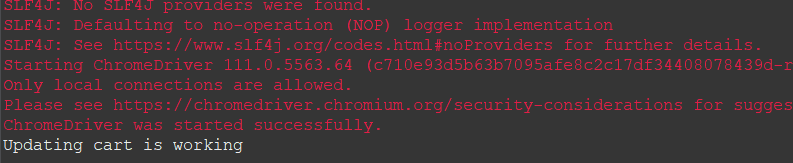 SLF4J: No SLF4J providers were found.
SLF4J: Defaulting to no-operation (NOP) logger implementation
SLF4J: See https://www.slf4j.org/codes.html#noProviders for further details.
Starting ChromeDriver 111.0.5563.64 (c710e93d5b63b7095afe8c2c17df34408078439d-r
Only local connections are allowed.
Please see https://chromedriver.chromium.org/security-considerations for sugges
ChromeDriver was started successfully.
Updating cart is working